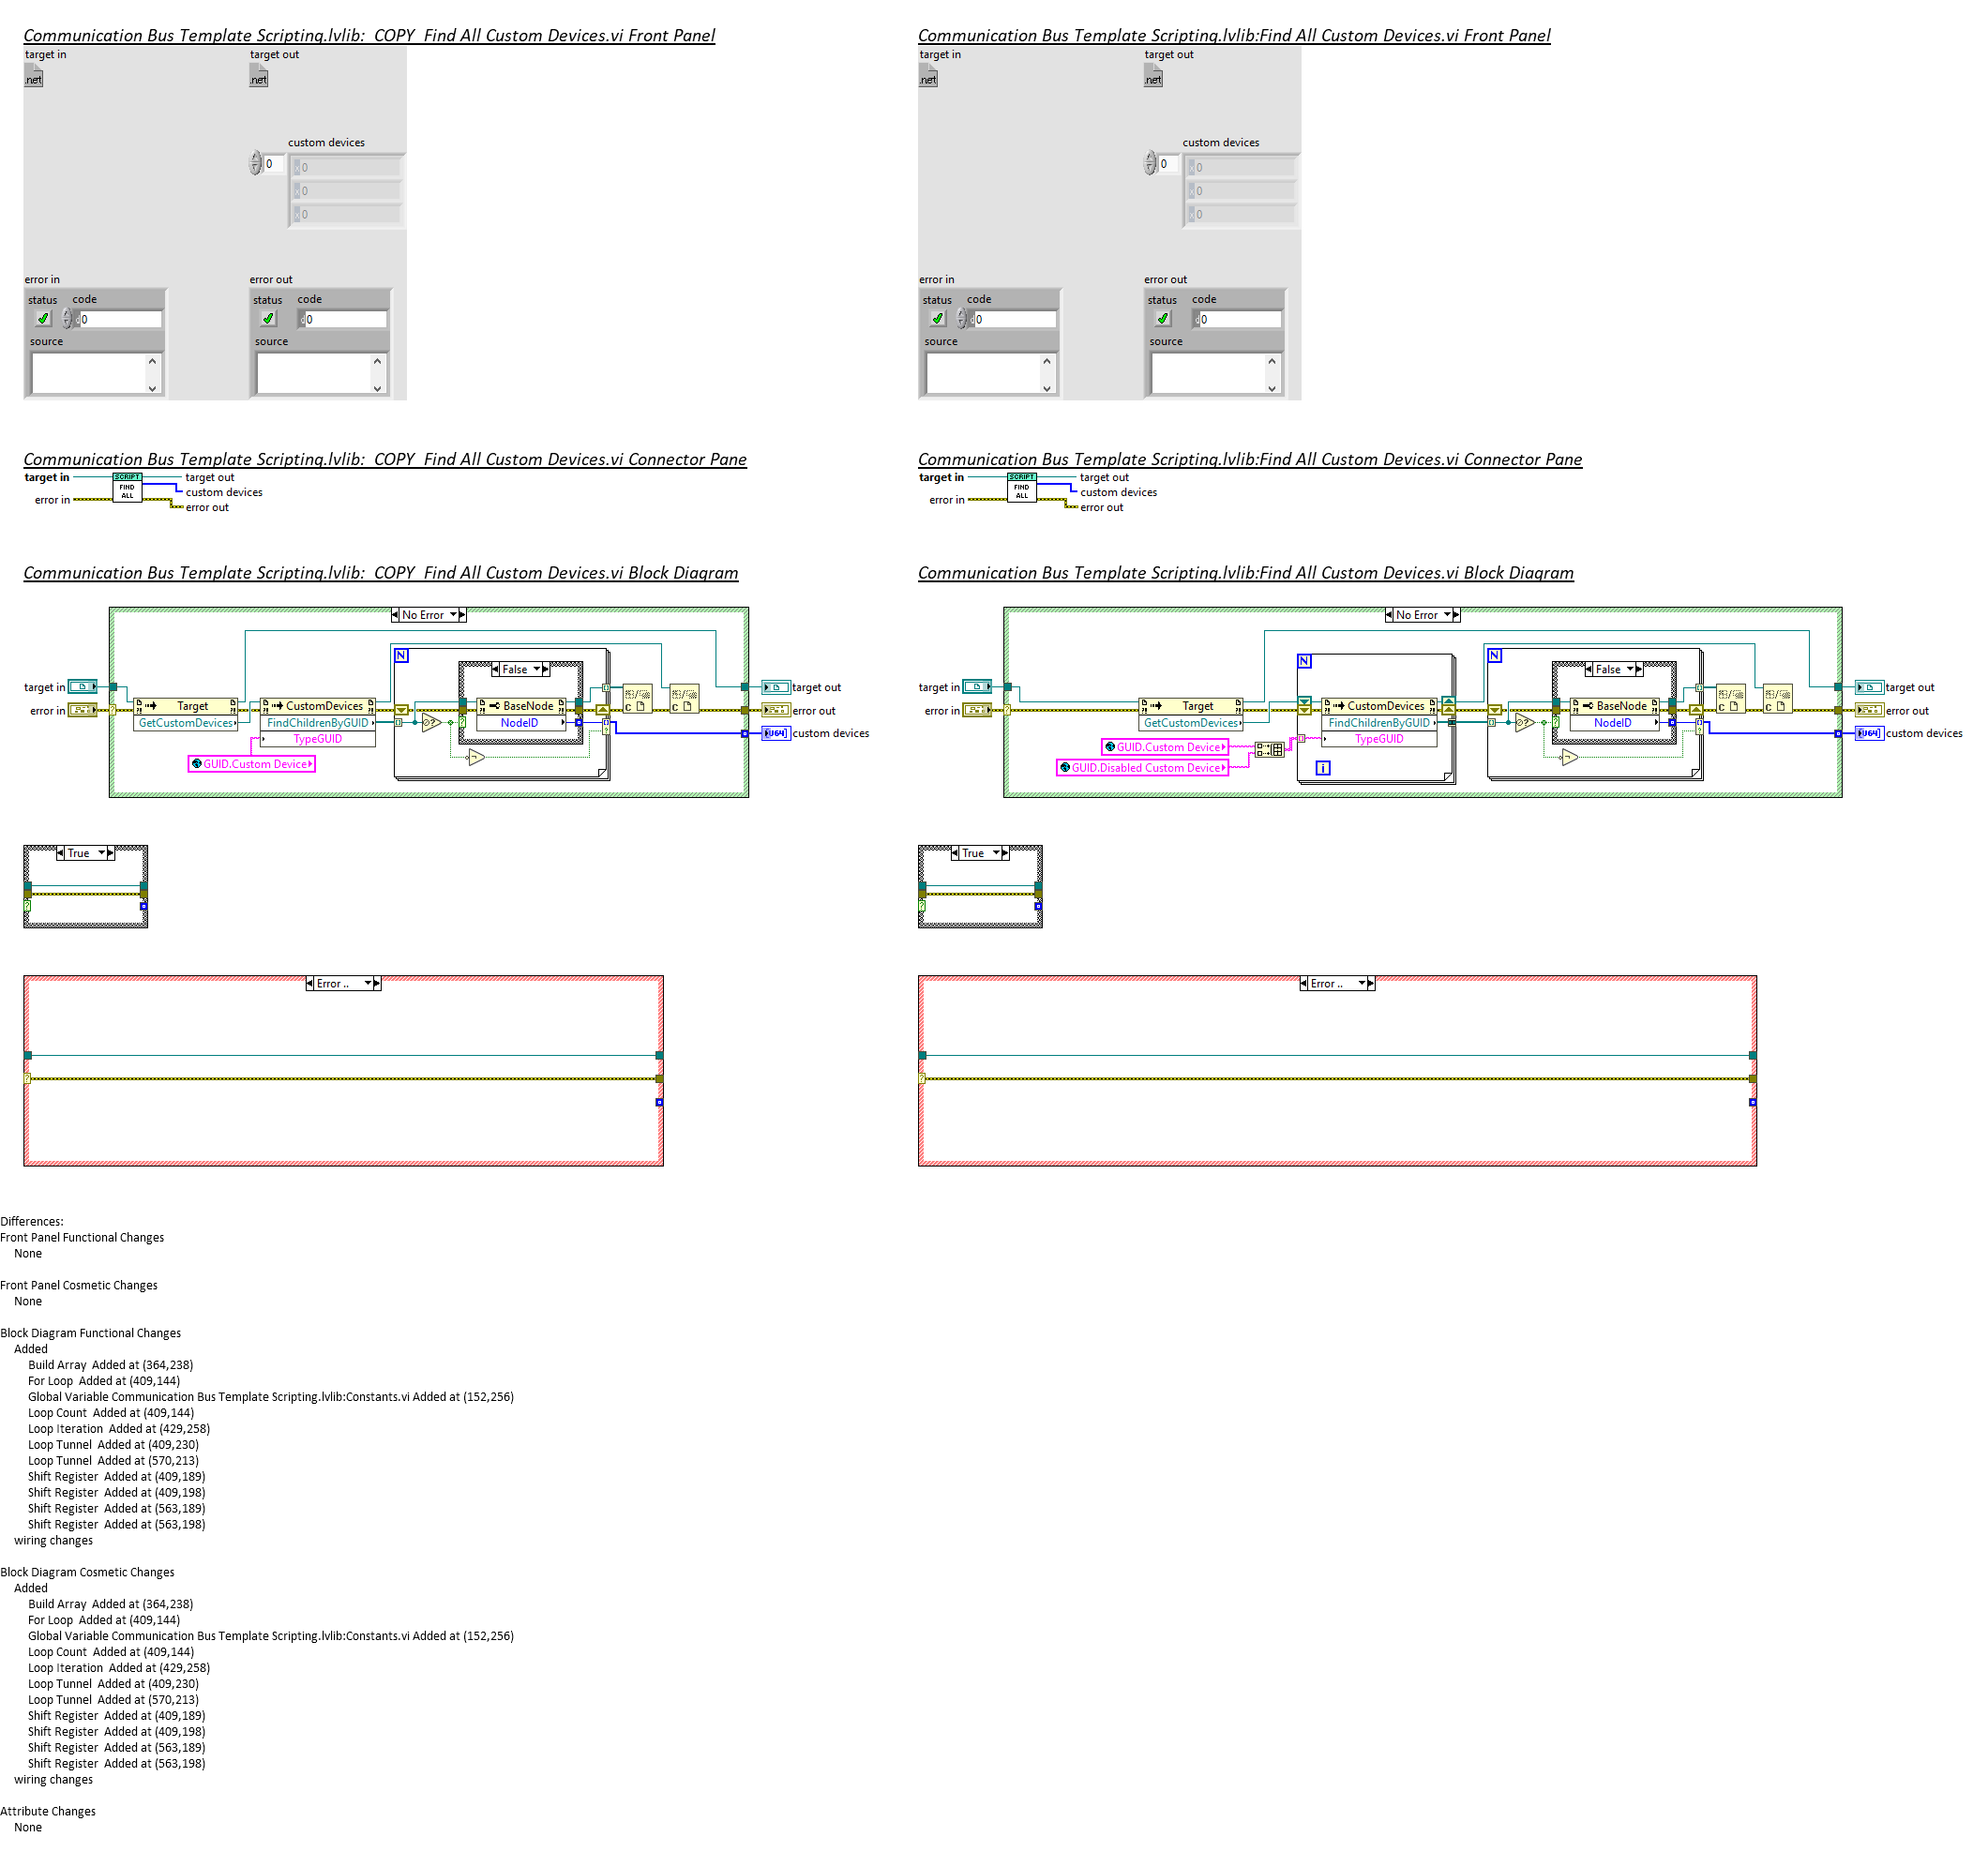 Communication Bus Template Scripting.lvlib:  COPY  Find All Custom Devices.vi Front Panel
target in
.net
target out
.net
custom devices
0
0
0
0
error in
status
code
0
source
error out
status
code
0
source
Communication Bus Template Scripting.lvlib:Find All Custom Devices.vi Front Panel
target in
.net
target out
.net
custom devices
0
0
0
0
error in
status
code
0
source
error out
status
code
0
source
Communication Bus Template Scripting.lvlib:  COPY  Find All Custom Devices.vi Connector Pane
target in
error in
SCRIPT
FIND
ALL
target out
custom devices
error out
Communication Bus Template Scripting.lvlib:Find All Custom Devices.vi Connector Pane
target in
error in
SCRIPT
FIND
ALL
target out
custom devices
error out
Communication Bus Template Scripting.lvlib:  COPY  Find All Custom Devices.vi Block Diagram
No Error
target in
error in
Target
GetCustomDevices
CustomDevices
FindChildrenByGUID
TypeGUID
GUID.Custom Device
N
False
BaseNode
NodeID
C
C
target out
error out
U64
custom devices
Communication Bus Template Scripting.lvlib:Find All Custom Devices.vi Block Diagram
No Error
target in
error in
Target
GetCustomDevices
GUID.Custom Device
GUID.Disabled Custom Device
N
CustomDevices
FindChildrenByGUID
TypeGUID
i
N
False
BaseNode
NodeID
C
C
target out
error out
U64
custom devices
True
True
Error ..
Error ..
Differences:
Front Panel Functional Changes
None
Front Panel Cosmetic Changes
None
Block Diagram Functional Changes
Added
Build Array  Added at (364,238)
For Loop  Added at (409,144)
Global Variable Communication Bus Template Scripting.lvlib:Constants.vi Added at (152,256)
Loop Count  Added at (409,144)
Loop Iteration  Added at (429,258)
Loop Tunnel  Added at (409,230)
Loop Tunnel  Added at (570,213)
Shift Register  Added at (409,189)
Shift Register  Added at (409,198)
Shift Register  Added at (563,189)
Shift Register  Added at (563,198)
wiring changes
Block Diagram Cosmetic Changes
Added
Build Array  Added at (364,238)
For Loop  Added at (409,144)
Global Variable Communication Bus Template Scripting.lvlib:Constants.vi Added at (152,256)
Loop Count  Added at (409,144)
Loop Iteration  Added at (429,258)
Loop Tunnel  Added at (409,230)
Loop Tunnel  Added at (570,213)
Shift Register  Added at (409,189)
Shift Register  Added at (409,198)
Shift Register  Added at (563,189)
Shift Register  Added at (563,198)
wiring changes
Attribute Changes
None